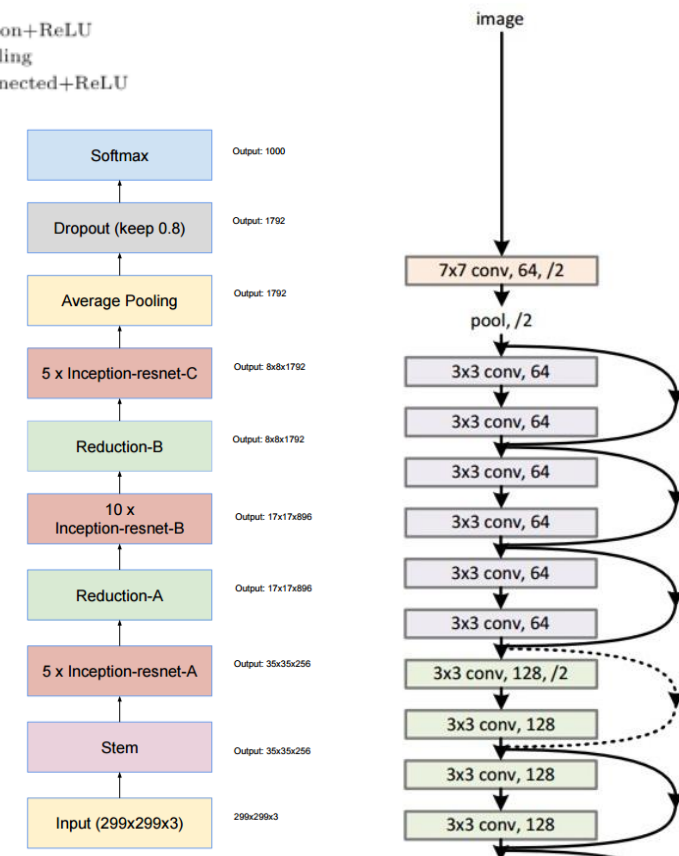 on+ReLU
ling
nected+ReLU
Softmax
Output: 1000
Dropout (keep 0.8)
Output: 1792
Average Pooling
Output: 1792
5 x Inception-resnet-C
Output: 8x8x1792
Reduction-B
Output: 8x8x1792
10 x
Inception-resnet-B
Output: 17x17x896
Reduction-A
Output: 17x17x896
5 x Inception-resnet-A
Output: 35x35x256
Stem
Output: 35x35x256
Input (299x299x3)
299x299x3
image
7x7 conv, 64, /2
pool, /2
3x3 conv, 64
3x3 conv, 64
3x3 conv, 64
3x3 conv, 64
3x3 conv, 64
3x3 conv, 64
3x3 conv, 128, /2
3x3 conv, 128
3x3 conv, 128
3x3 conv, 128